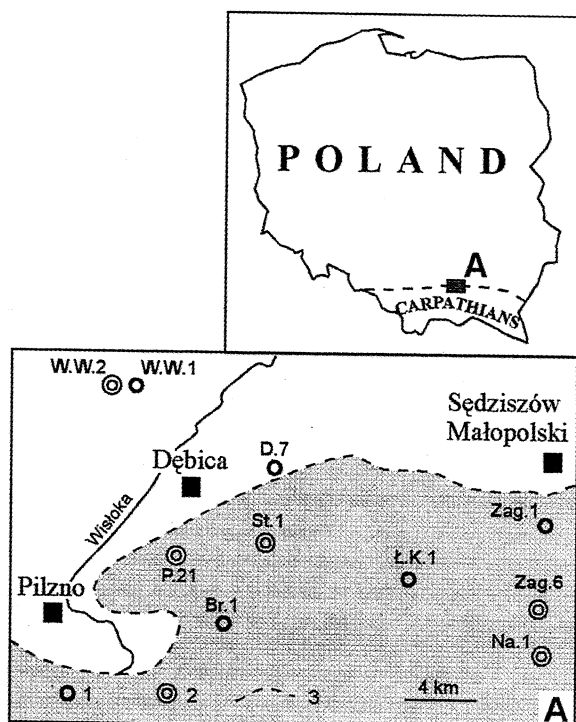 POLAND
A
CARPATHIANS
W.W.2
W.W.1
Sędziszów
Małopolski
D.7
Dębica
Wisłoka
St.1
Zag.1
P.21
Ł.K.1
Pilzno
Br.1
Zag.6
Na.1
1
2
3
4 km
A